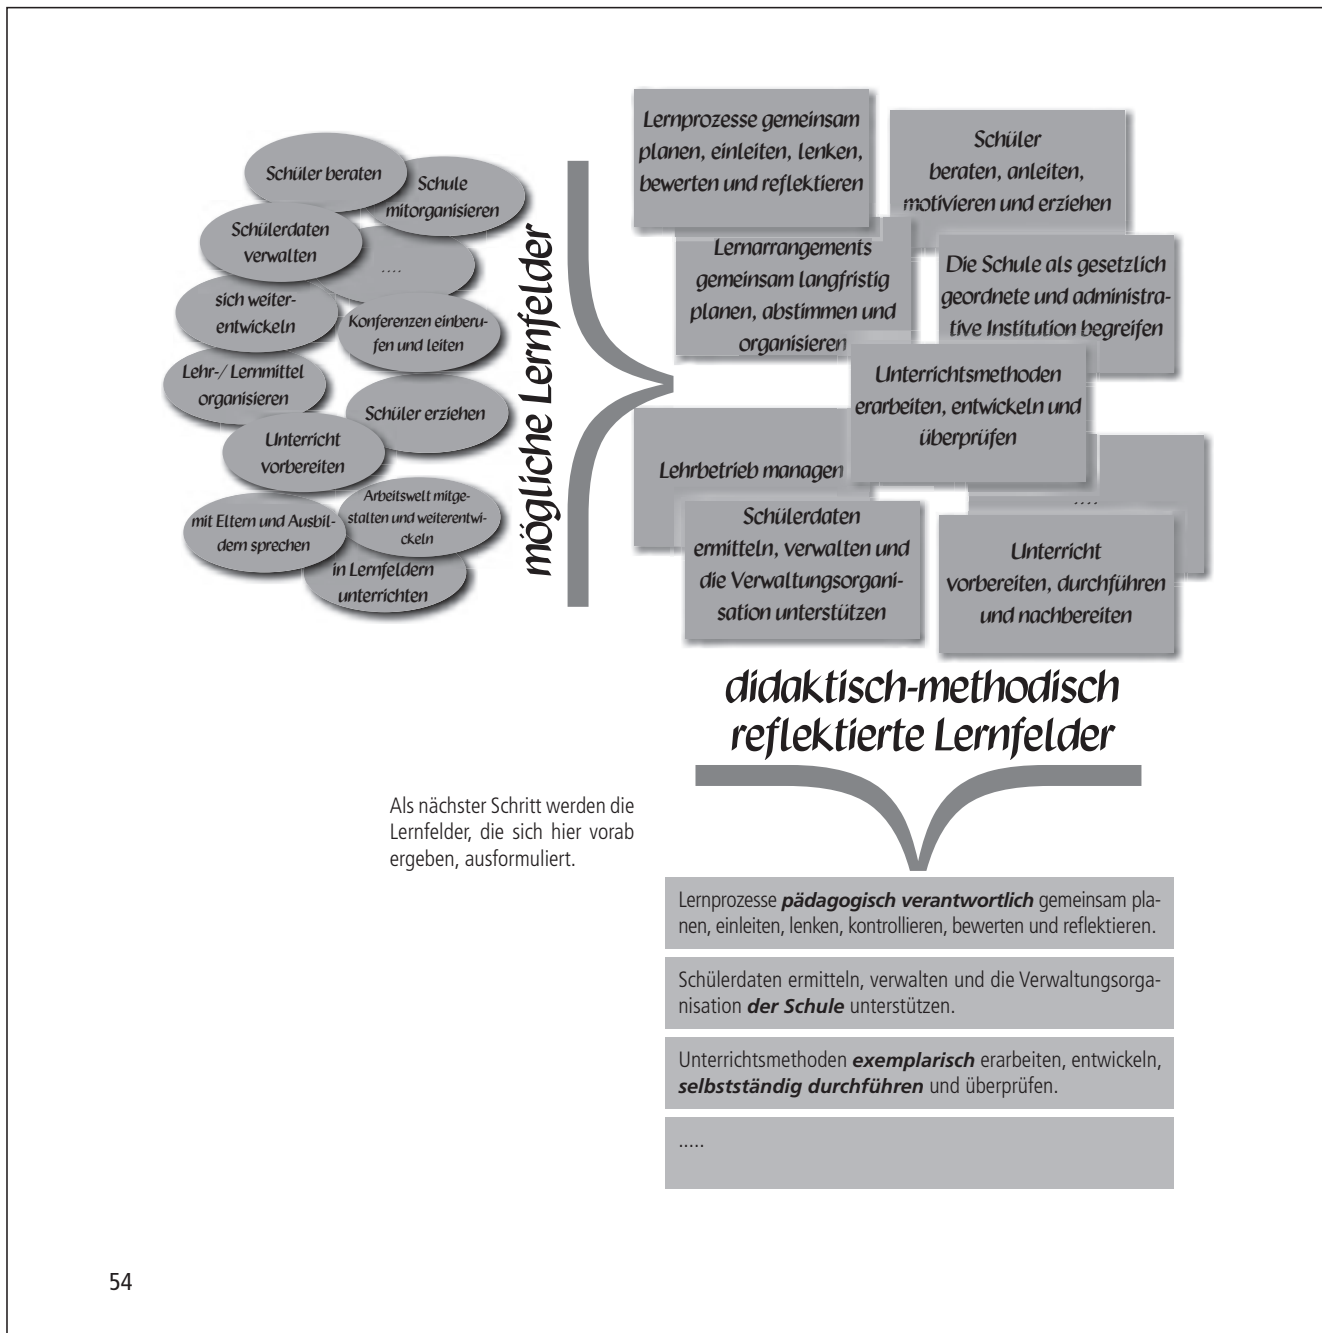 Schüler beraten
Schule
mitorganisieren
Schülerdaten
verwalten
....
sich weiter-
entwickeln
Konferenzen einberu-
fen und leiten
Lehr-/ Lernmittel
organisieren
Schüler erziehen
Unterricht
vorbereiten
Arbeitswelt mitge-
stalten und weiterentwi-
ckeln
mit Eltern und Ausbil-
dern sprechen
in Lernfeldern
unterrichten
mögliche Lernfelder
Lernprozesse gemeinsam
planen, einleiten, lenken,
bewerten und reflektieren
Schüler
beraten, anleiten,
motivieren und erziehen
Lernarrangements
gemeinsam langfristig
planen, abstimmen und
organisieren
Die Schule als gesetzlich
geordnete und administra-
tive Institution begreifen
Unterrichtsmethoden
erarbeiten, entwickeln und
überprüfen
Lehrbetrieb managen
....
Schülerdaten
ermitteln, verwalten und
die Verwaltungsorgani-
sation unterstützen
Unterricht
vorbereiten, durchführen
und nachbereiten
didaktisch-methodisch
reflektierte Lernfelder
Als nächster Schritt werden die
Lernfelder, die sich hier vorab
ergeben, ausformuliert.
Lernprozesse pädagogisch verantwortlich gemeinsam pla-
nen, einleiten, lenken, kontrollieren, bewerten und reflektieren.
Schülerdaten ermitteln, verwalten und die Verwaltungsorga-
nisation der Schule unterstützen.
Unterrichtsmethoden exemplarisch erarbeiten, entwickeln,
selbstständig durchführen und überprüfen.
.....
54